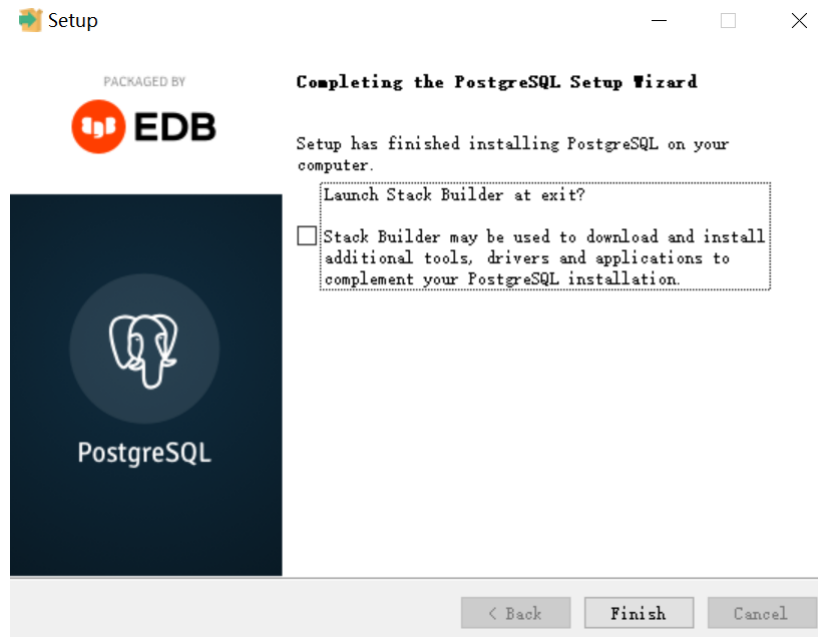 Setup
PACKAGED BY
EDB
PostgreSQL
Completing the PostgreSQL Setup Wizard
Setup has finished installing PostgreSQL on your
computer.
Launch Stack Builder at exit?
Stack Builder may be used to download and install
additional tools, drivers and applications to
complement your PostgreSQL installation.
< Back
Finish
Cancel